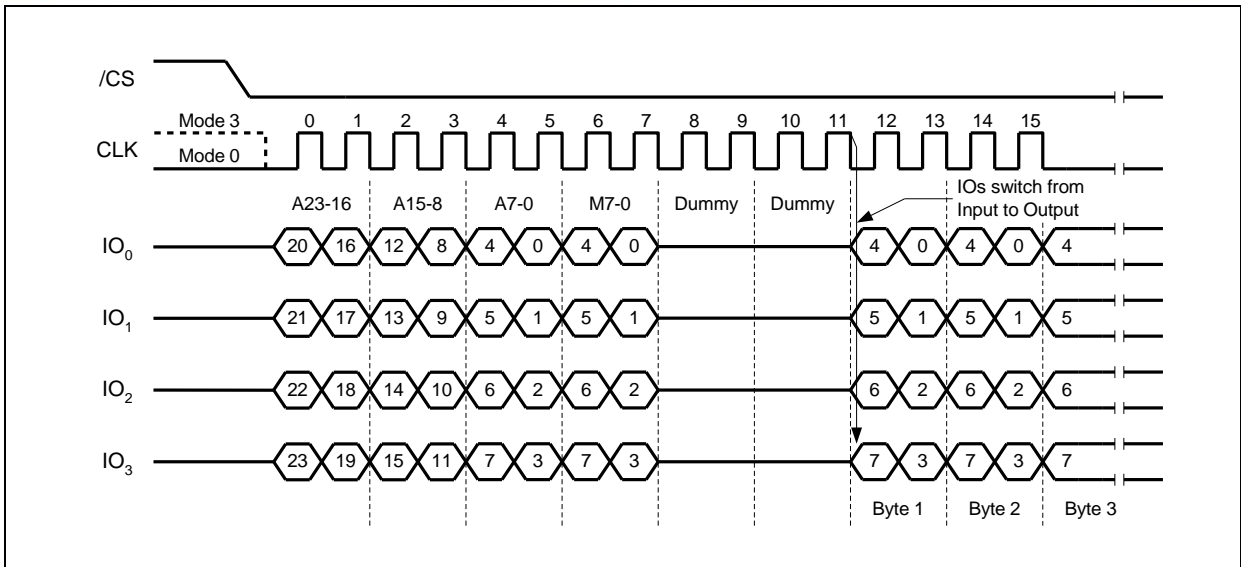 /CS
Mode 3 0 1 2 3 4 5 6 7 8 9 10 11 12 13 14 15
CLK
Mode 0
IOs switch from
Input to Output
A23-16 A15-8 A7-0 M7-0 Dummy Dummy
IO0 20 16 12 8 4 0 4 0 4 0 4 0 4
IO1 21 17 13 9 5 1 5 1 5 1 5 1 5
IO2 22 18 14 10 6 2 6 2 6 2 6 2 6
IO3 23 19 15 11 7 3 7 3 7 3 7 3 7
Byte 1 Byte 2 Byte 3